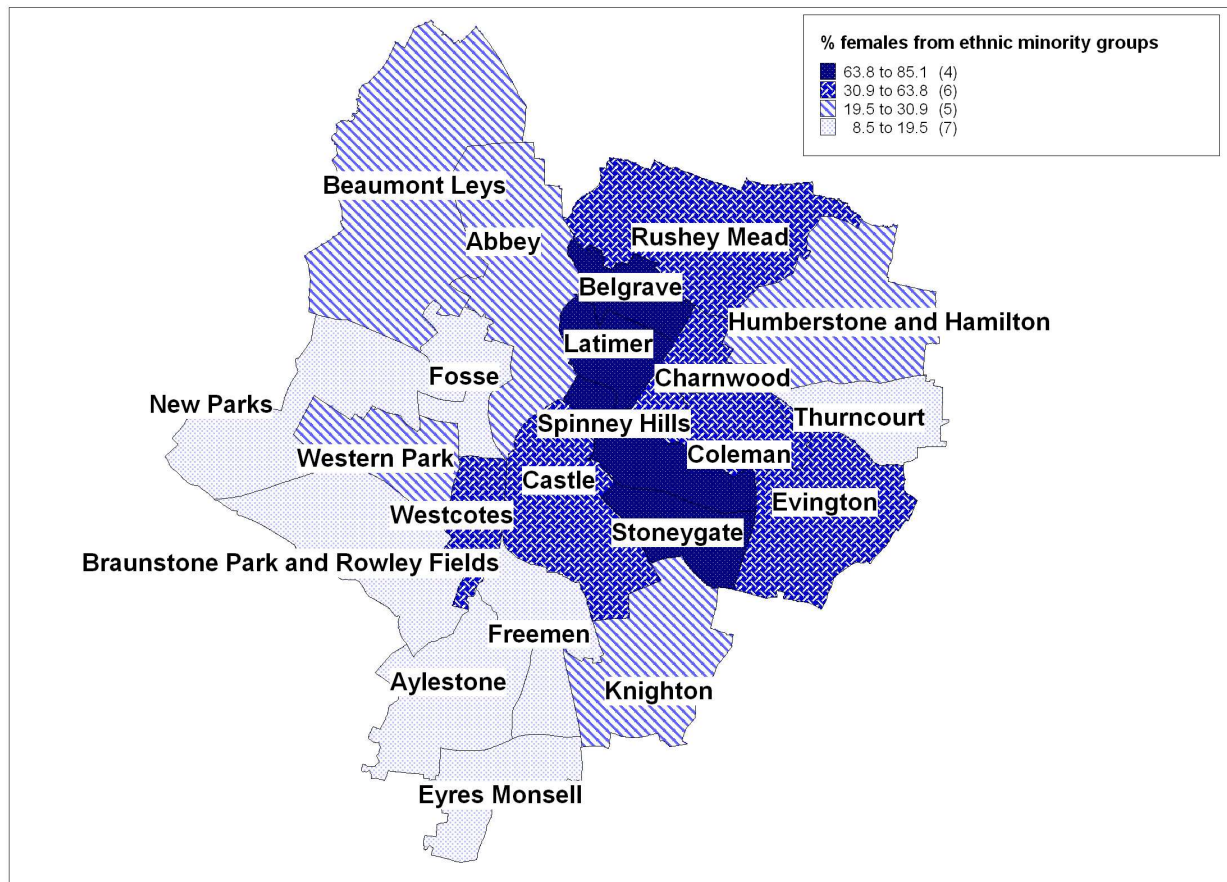 % females from ethnic minority groups
63.8 to 85.1 (4)
30.9 to 63.8 (6)
19.5 to 30.9 (5)
8.5 to 19.5 (7)
Beaumont Leys
Abbey
Rushey Mead
Belgrave
Humberstone and Hamilton
Latimer
Fosse
Charnwood
New Parks
Thurncourt
Spinney Hills
Western Park
Coleman
Castle
Evington
Westcotes
Stoneygate
Braunstone Park and Rowley Fields
Freemen
Aylestone
Knighton
Eyres Monsell